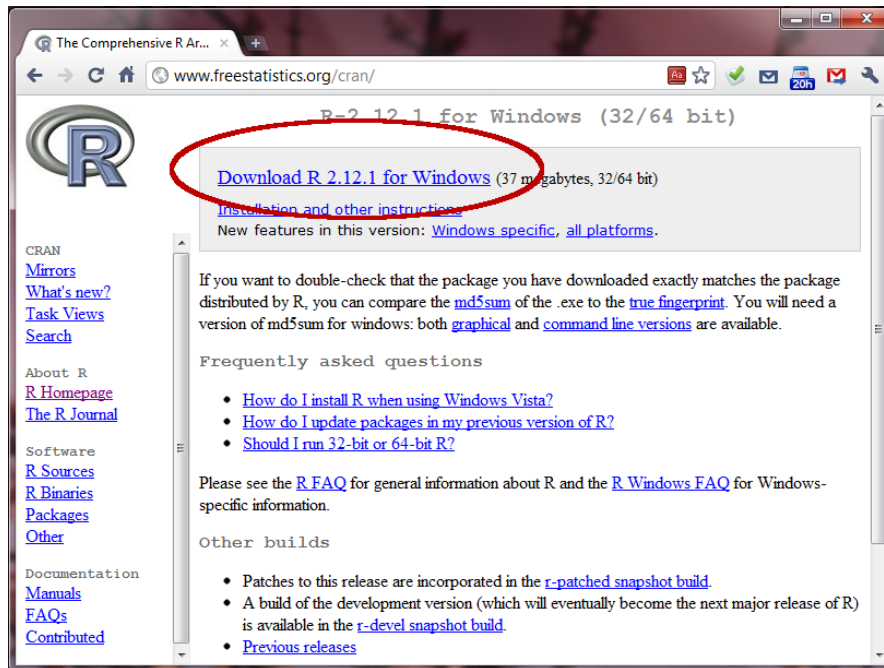 The Comprehensive R Ar...
www.freestatistics.org/cran/
Aa
20h
R
R-2.12.1 for Windows (32/64 bit)
Download R 2.12.1 for Windows (37 megabytes, 32/64 bit)
Installation and other instructions
New features in this version: Windows specific, all platforms.
CRAN
Mirrors
What's new?
Task Views
Search
About R
R Homepage
The R Journal
Software
R Sources
R Binaries
Packages
Other
Documentation
Manuals
FAQs
Contributed
If you want to double-check that the package you have downloaded exactly matches the package
distributed by R, you can compare the md5sum of the .exe to the true fingerprint. You will need a
version of md5sum for windows: both graphical and command line versions are available.
Frequently asked questions
• How do I install R when using Windows Vista?
• How do I update packages in my previous version of R?
• Should I run 32-bit or 64-bit R?
Please see the R FAQ for general information about R and the R Windows FAQ for Windows-
specific information.
Other builds
• Patches to this release are incorporated in the r-patched snapshot build.
• A build of the development version (which will eventually become the next major release of R)
is available in the r-devel snapshot build.
• Previous releases